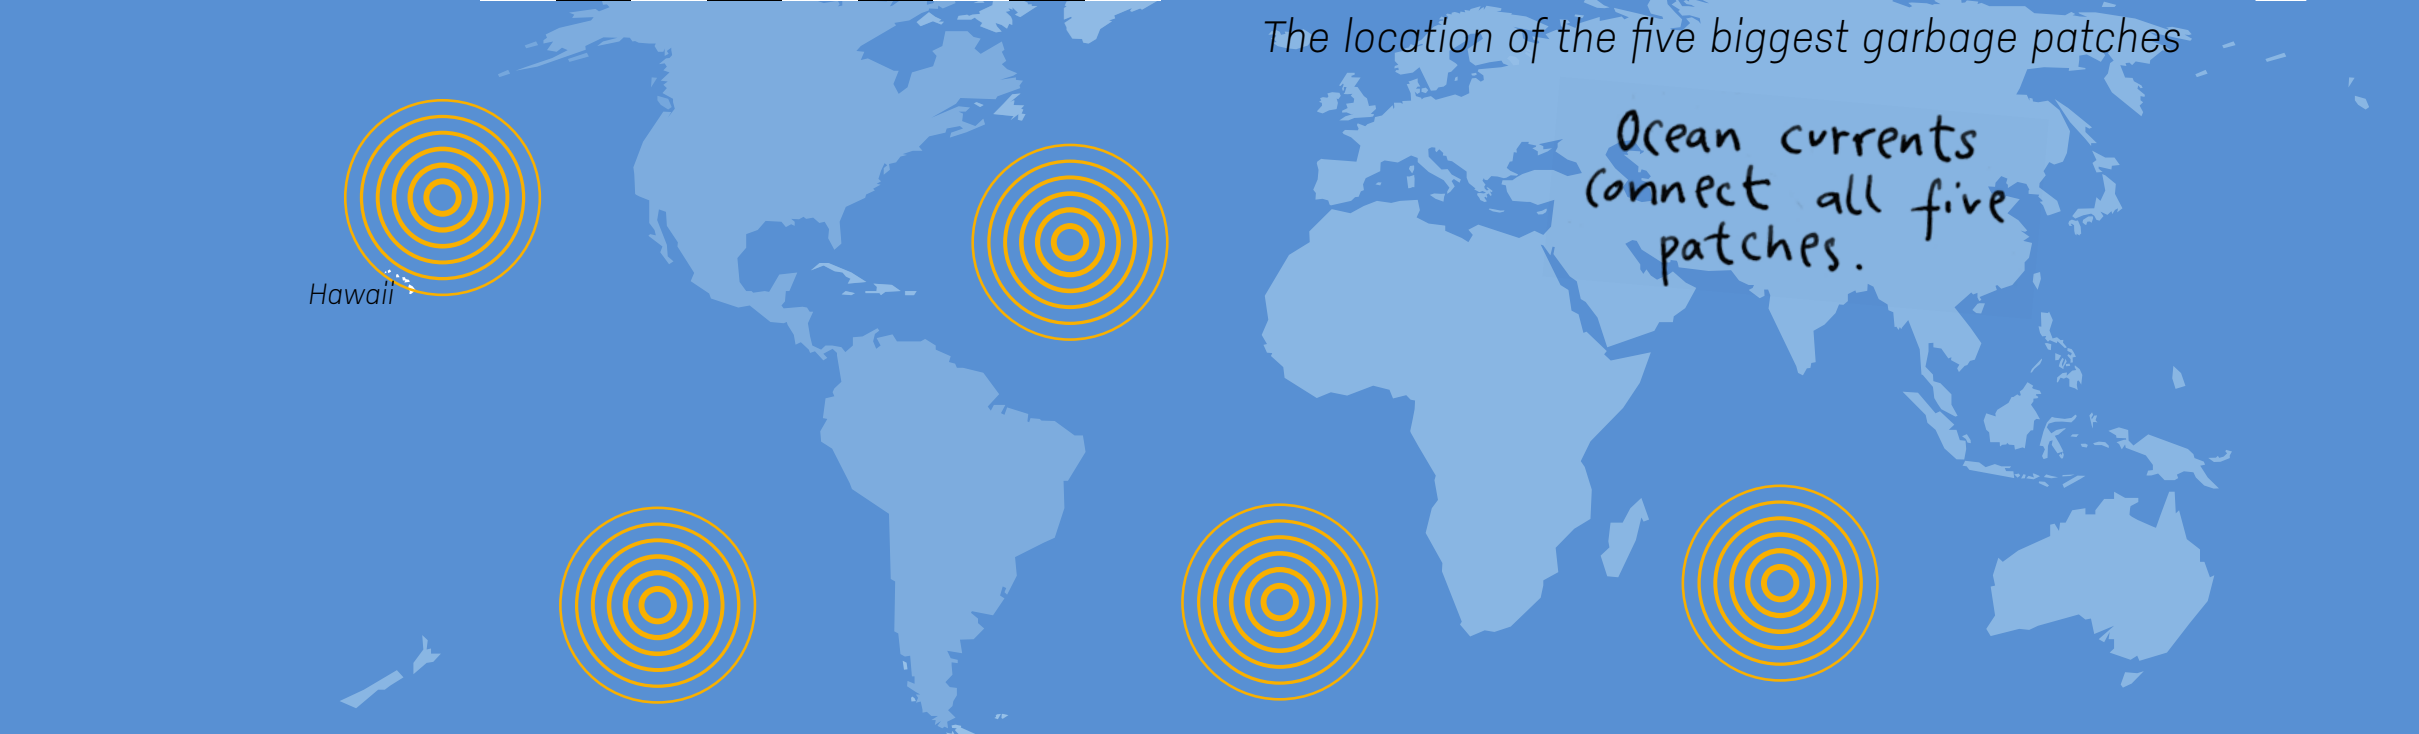 The location of the five biggest garbage patches
Ocean currents
connect all five
patches.
Hawaii